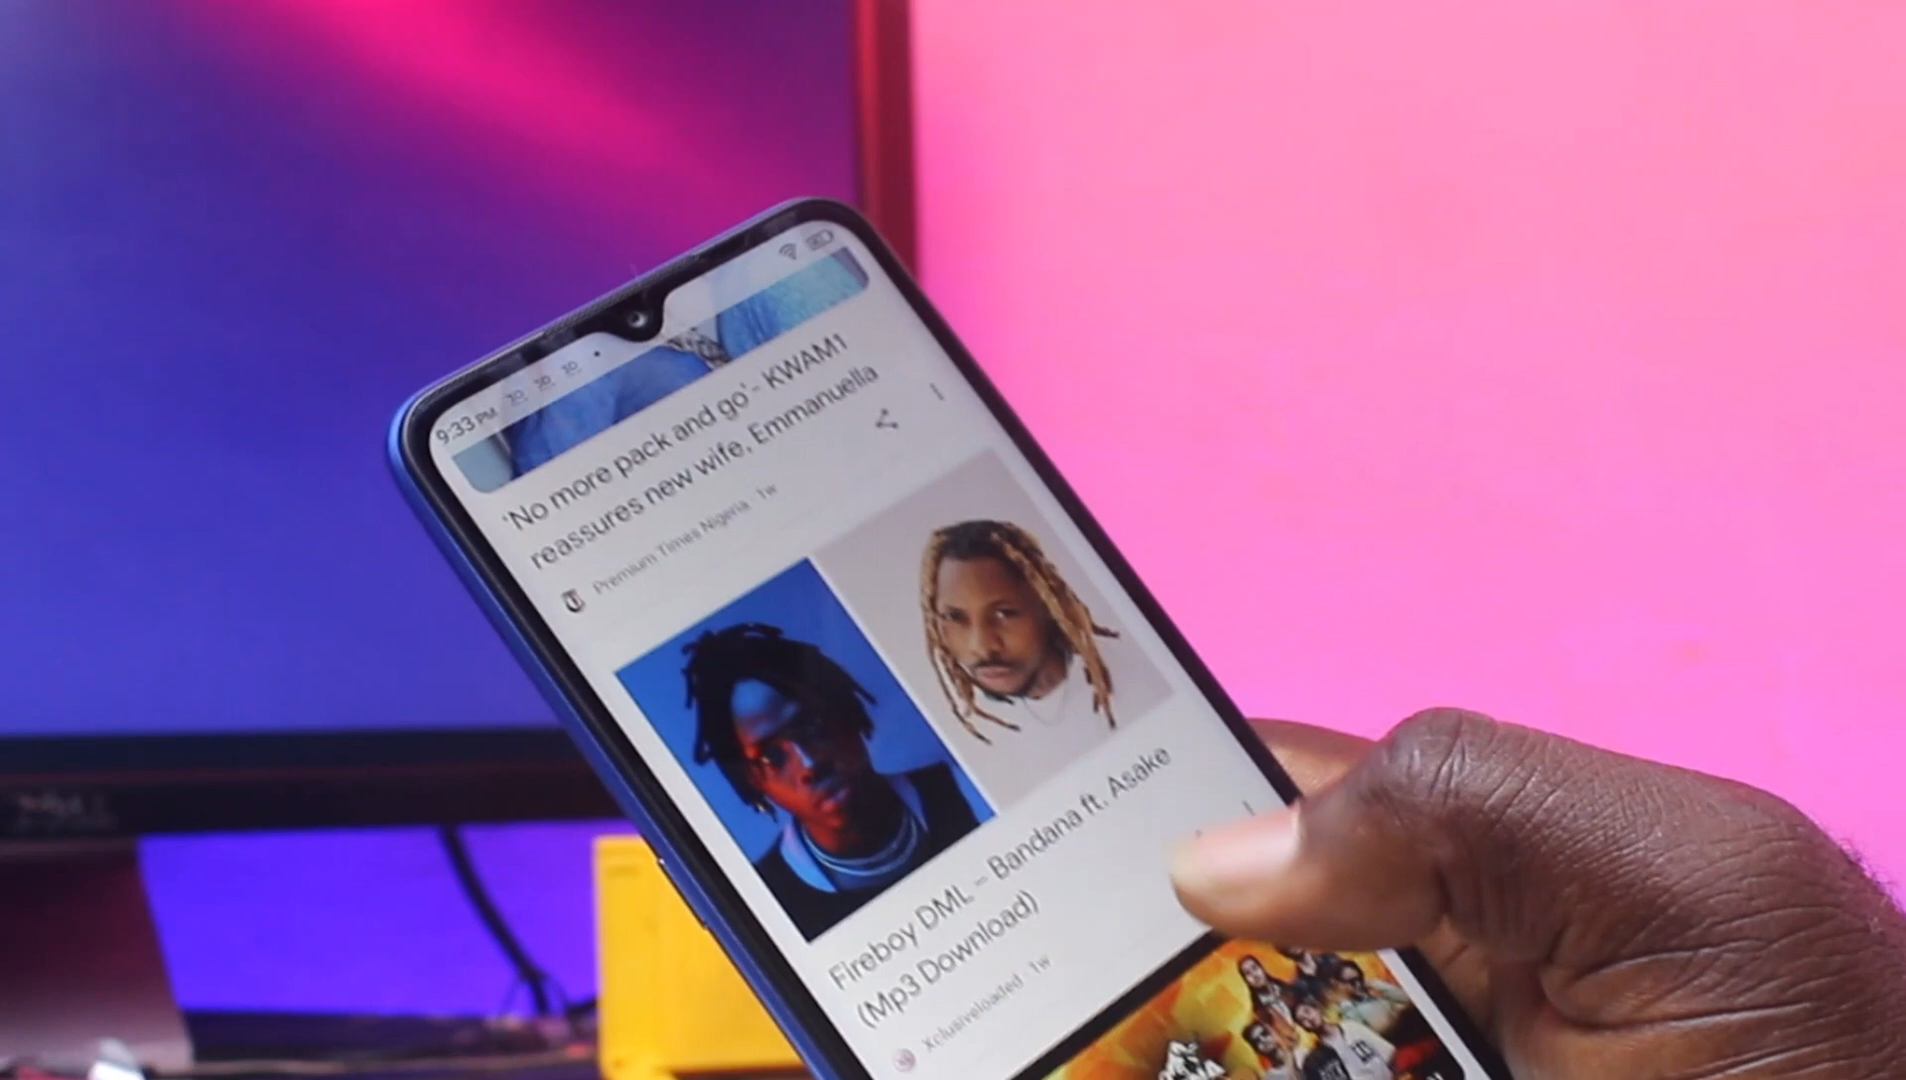 9:33 PM
'No more pack and go'- KWAM1
reassures new wife, Emmanuella
Premium Times Nigeria · 1w
Fireboy DML – Bandana ft. Asake
(Mp3 Download)
Xclusiveloaded · 1w
DELL